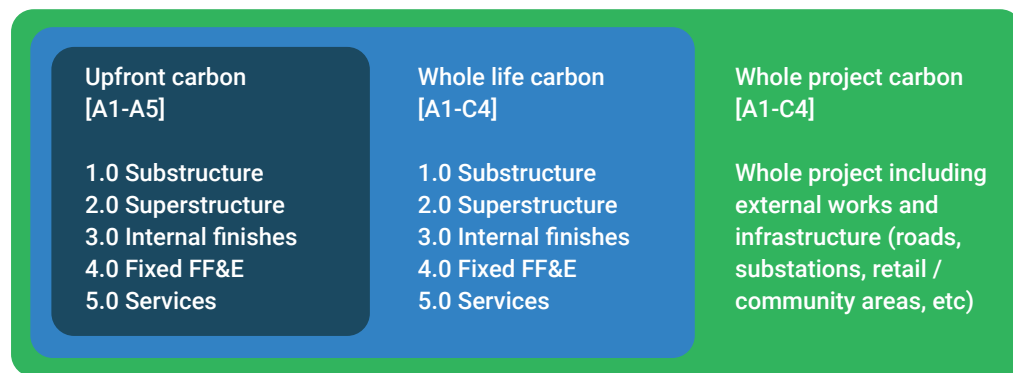 Upfront carbon
[A1-A5]
1.0 Substructure
2.0 Superstructure
3.0 Internal finishes
4.0 Fixed FF&E
5.0 Services
Whole life carbon
[A1-C4]
1.0 Substructure
2.0 Superstructure
3.0 Internal finishes
4.0 Fixed FF&E
5.0 Services
Whole project carbon
[A1-C4]
Whole project including
external works and
infrastructure (roads,
substations, retail /
community areas, etc)